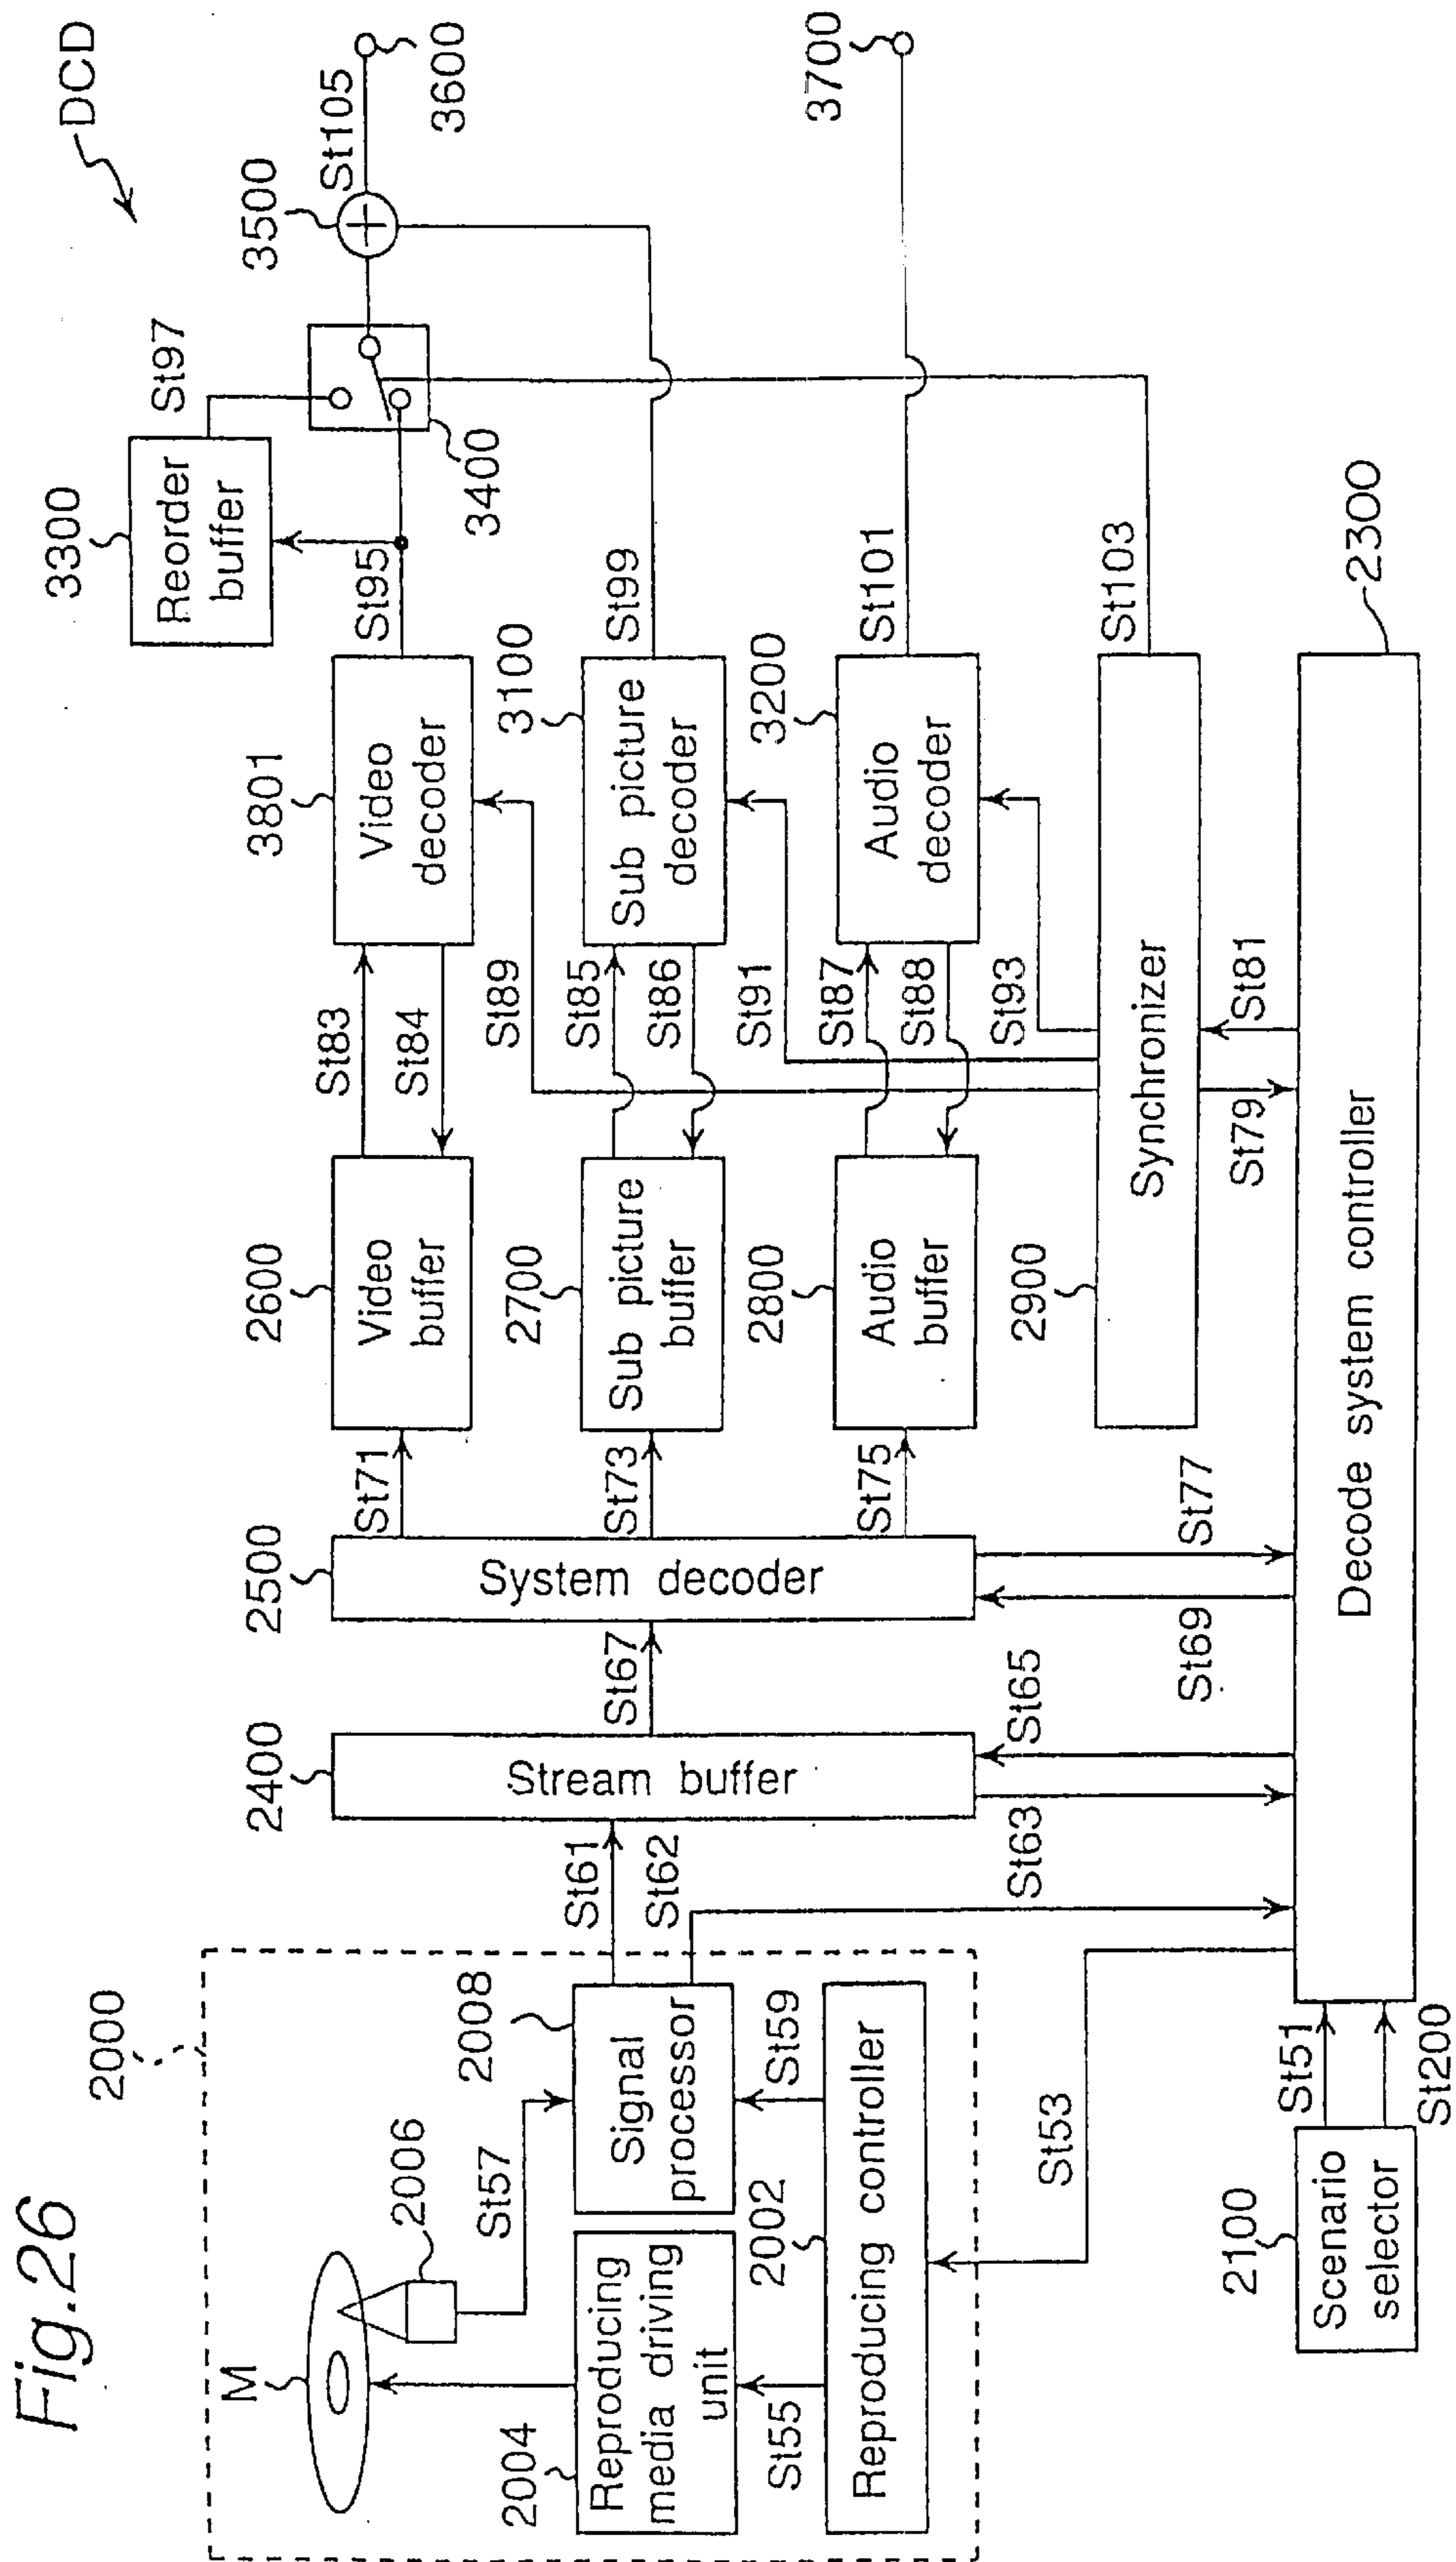 Fig.26
DCD
2000
M
2006
St57
2004
Reproducing
media driving
unit
2008
Signal
processor
St55
2002
St59
Reproducing controller
St53
St61
St62
2400
Stream buffer
St63
St65
St67
2500
System decoder
St69
St77
St71
St73
St75
2600
Video
buffer
2700
Sub picture
buffer
2800
Audio
buffer
2900
Synchronizer
St83
St84
St89
St85
St86
St91
St87
St88
St93
St79
St81
3801
Video
decoder
3100
Sub picture
decoder
3200
Audio
decoder
St95
St99
St101
St103
3300
Reorder
buffer
St97
3400
3500
St105
3600
3700
2100
Scenario
selector
St51
St200
Decode system controller
2300